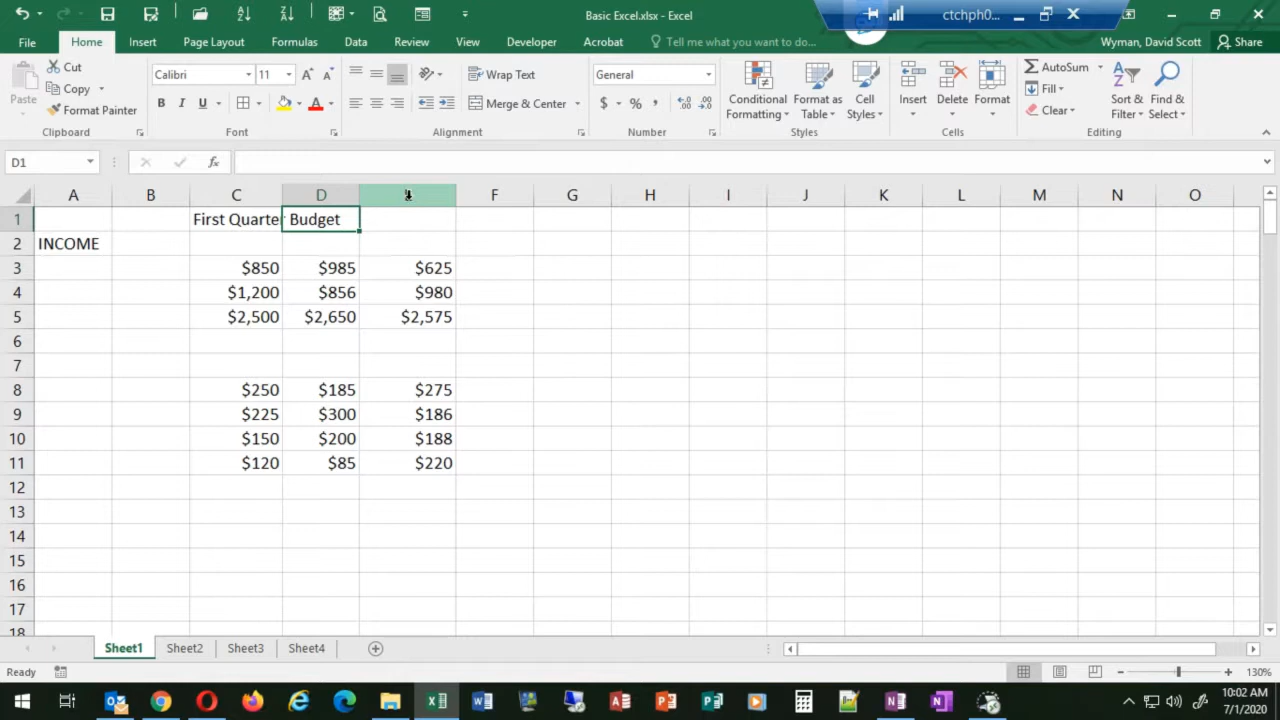 Basic Excel.xlsx - Excel
ctchph0...
File Home Insert Page Layout Formulas Data Review View Developer Acrobat Tell me what you want to do... Wyman, David Scott Share
Paste
Cut
Copy
Format Painter
Clipboard
Calibri 11
B I U
Font
Wrap Text
Merge & Center
Alignment
General
$ % ,
Number
Conditional Formatting
Format as Table
Cell Styles
Styles
Insert Delete Format
Cells
AutoSum
Fill
Clear
Sort & Filter
Find & Select
Editing
D1 fx
A B C D F G H I J K L M N O
1 First Quarter Budget
2 INCOME
3 $850 $985 $625
4 $1,200 $856 $980
5 $2,500 $2,650 $2,575
6
7
8 $250 $185 $275
9 $225 $300 $186
10 $150 $200 $188
11 $120 $85 $220
12
13
14
15
16
17
18
Sheet1 Sheet2 Sheet3 Sheet4
Ready 130%
10:02 AM
7/1/2020